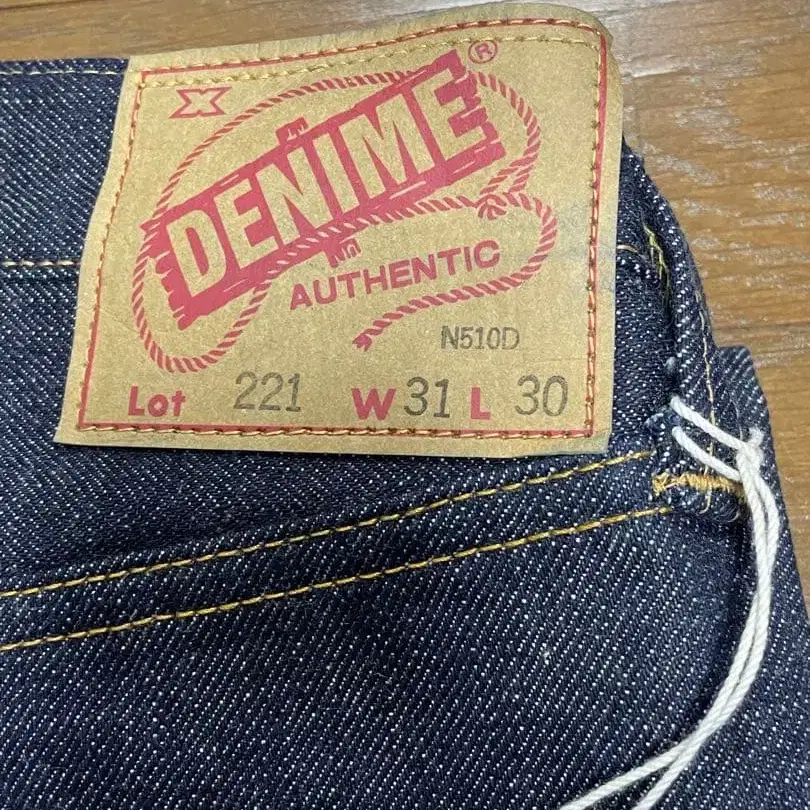 DENIME ®
AUTHENTIC
N510D
Lot 221 W 31 L 30